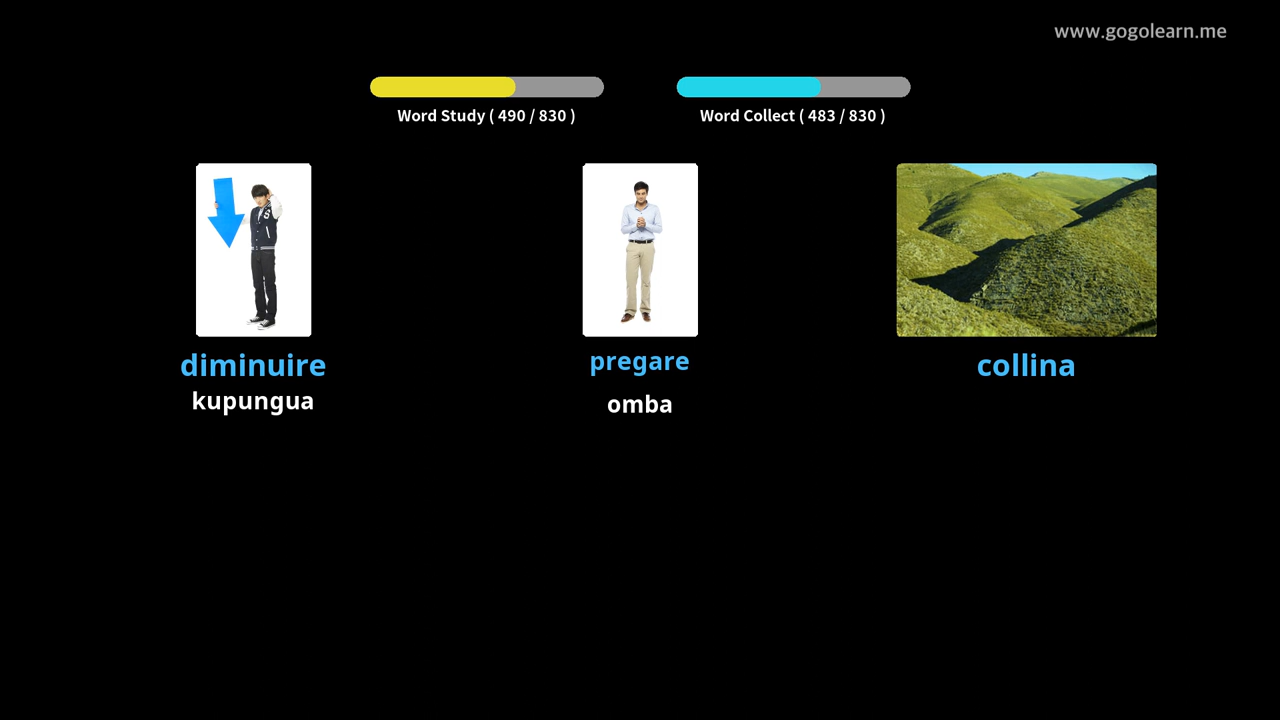 www.gogolearn.me
Word Study ( 490 / 830 )
Word Collect ( 483 / 830 )
diminuire
kupungua
pregare
omba
collina